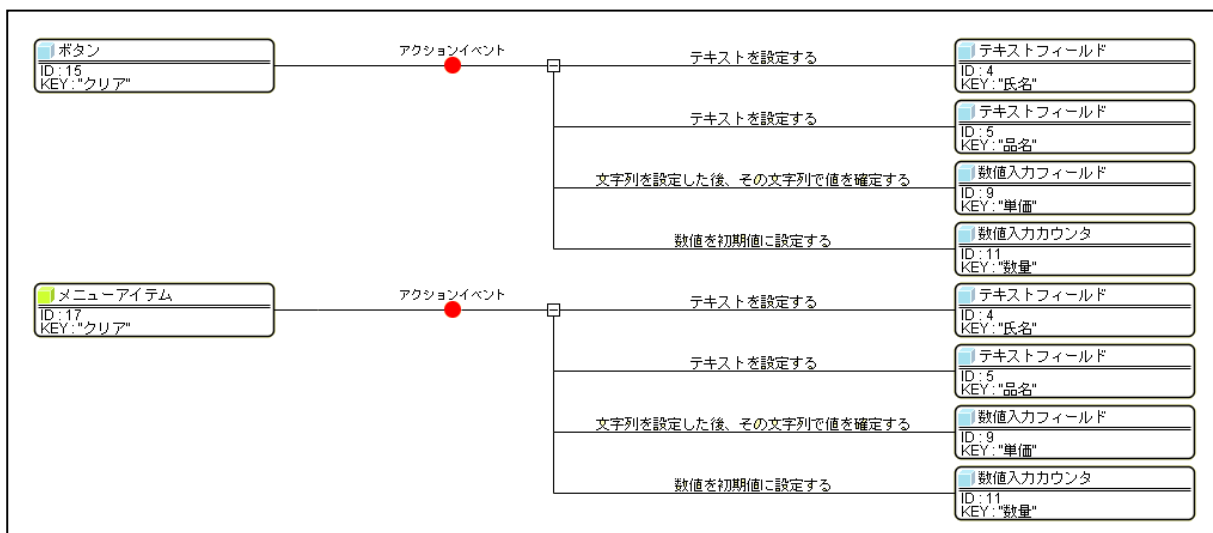 ボタン
ID:15
KEY:"クリア"
アクションイベント
テキストを設定する
テキストフィールド
ID:4
KEY:"氏名"
テキストを設定する
テキストフィールド
ID:5
KEY:"品名"
文字列を設定した後、その文字列で値を確定する
数値入力フィールド
ID:9
KEY:"単価"
数値を初期値に設定する
数値入力カウンタ
ID:11
KEY:"数量"
メニューアイテム
ID:17
KEY:"クリア"
アクションイベント
テキストを設定する
テキストフィールド
ID:4
KEY:"氏名"
テキストを設定する
テキストフィールド
ID:5
KEY:"品名"
文字列を設定した後、その文字列で値を確定する
数値入力フィールド
ID:9
KEY:"単価"
数値を初期値に設定する
数値入力カウンタ
ID:11
KEY:"数量"